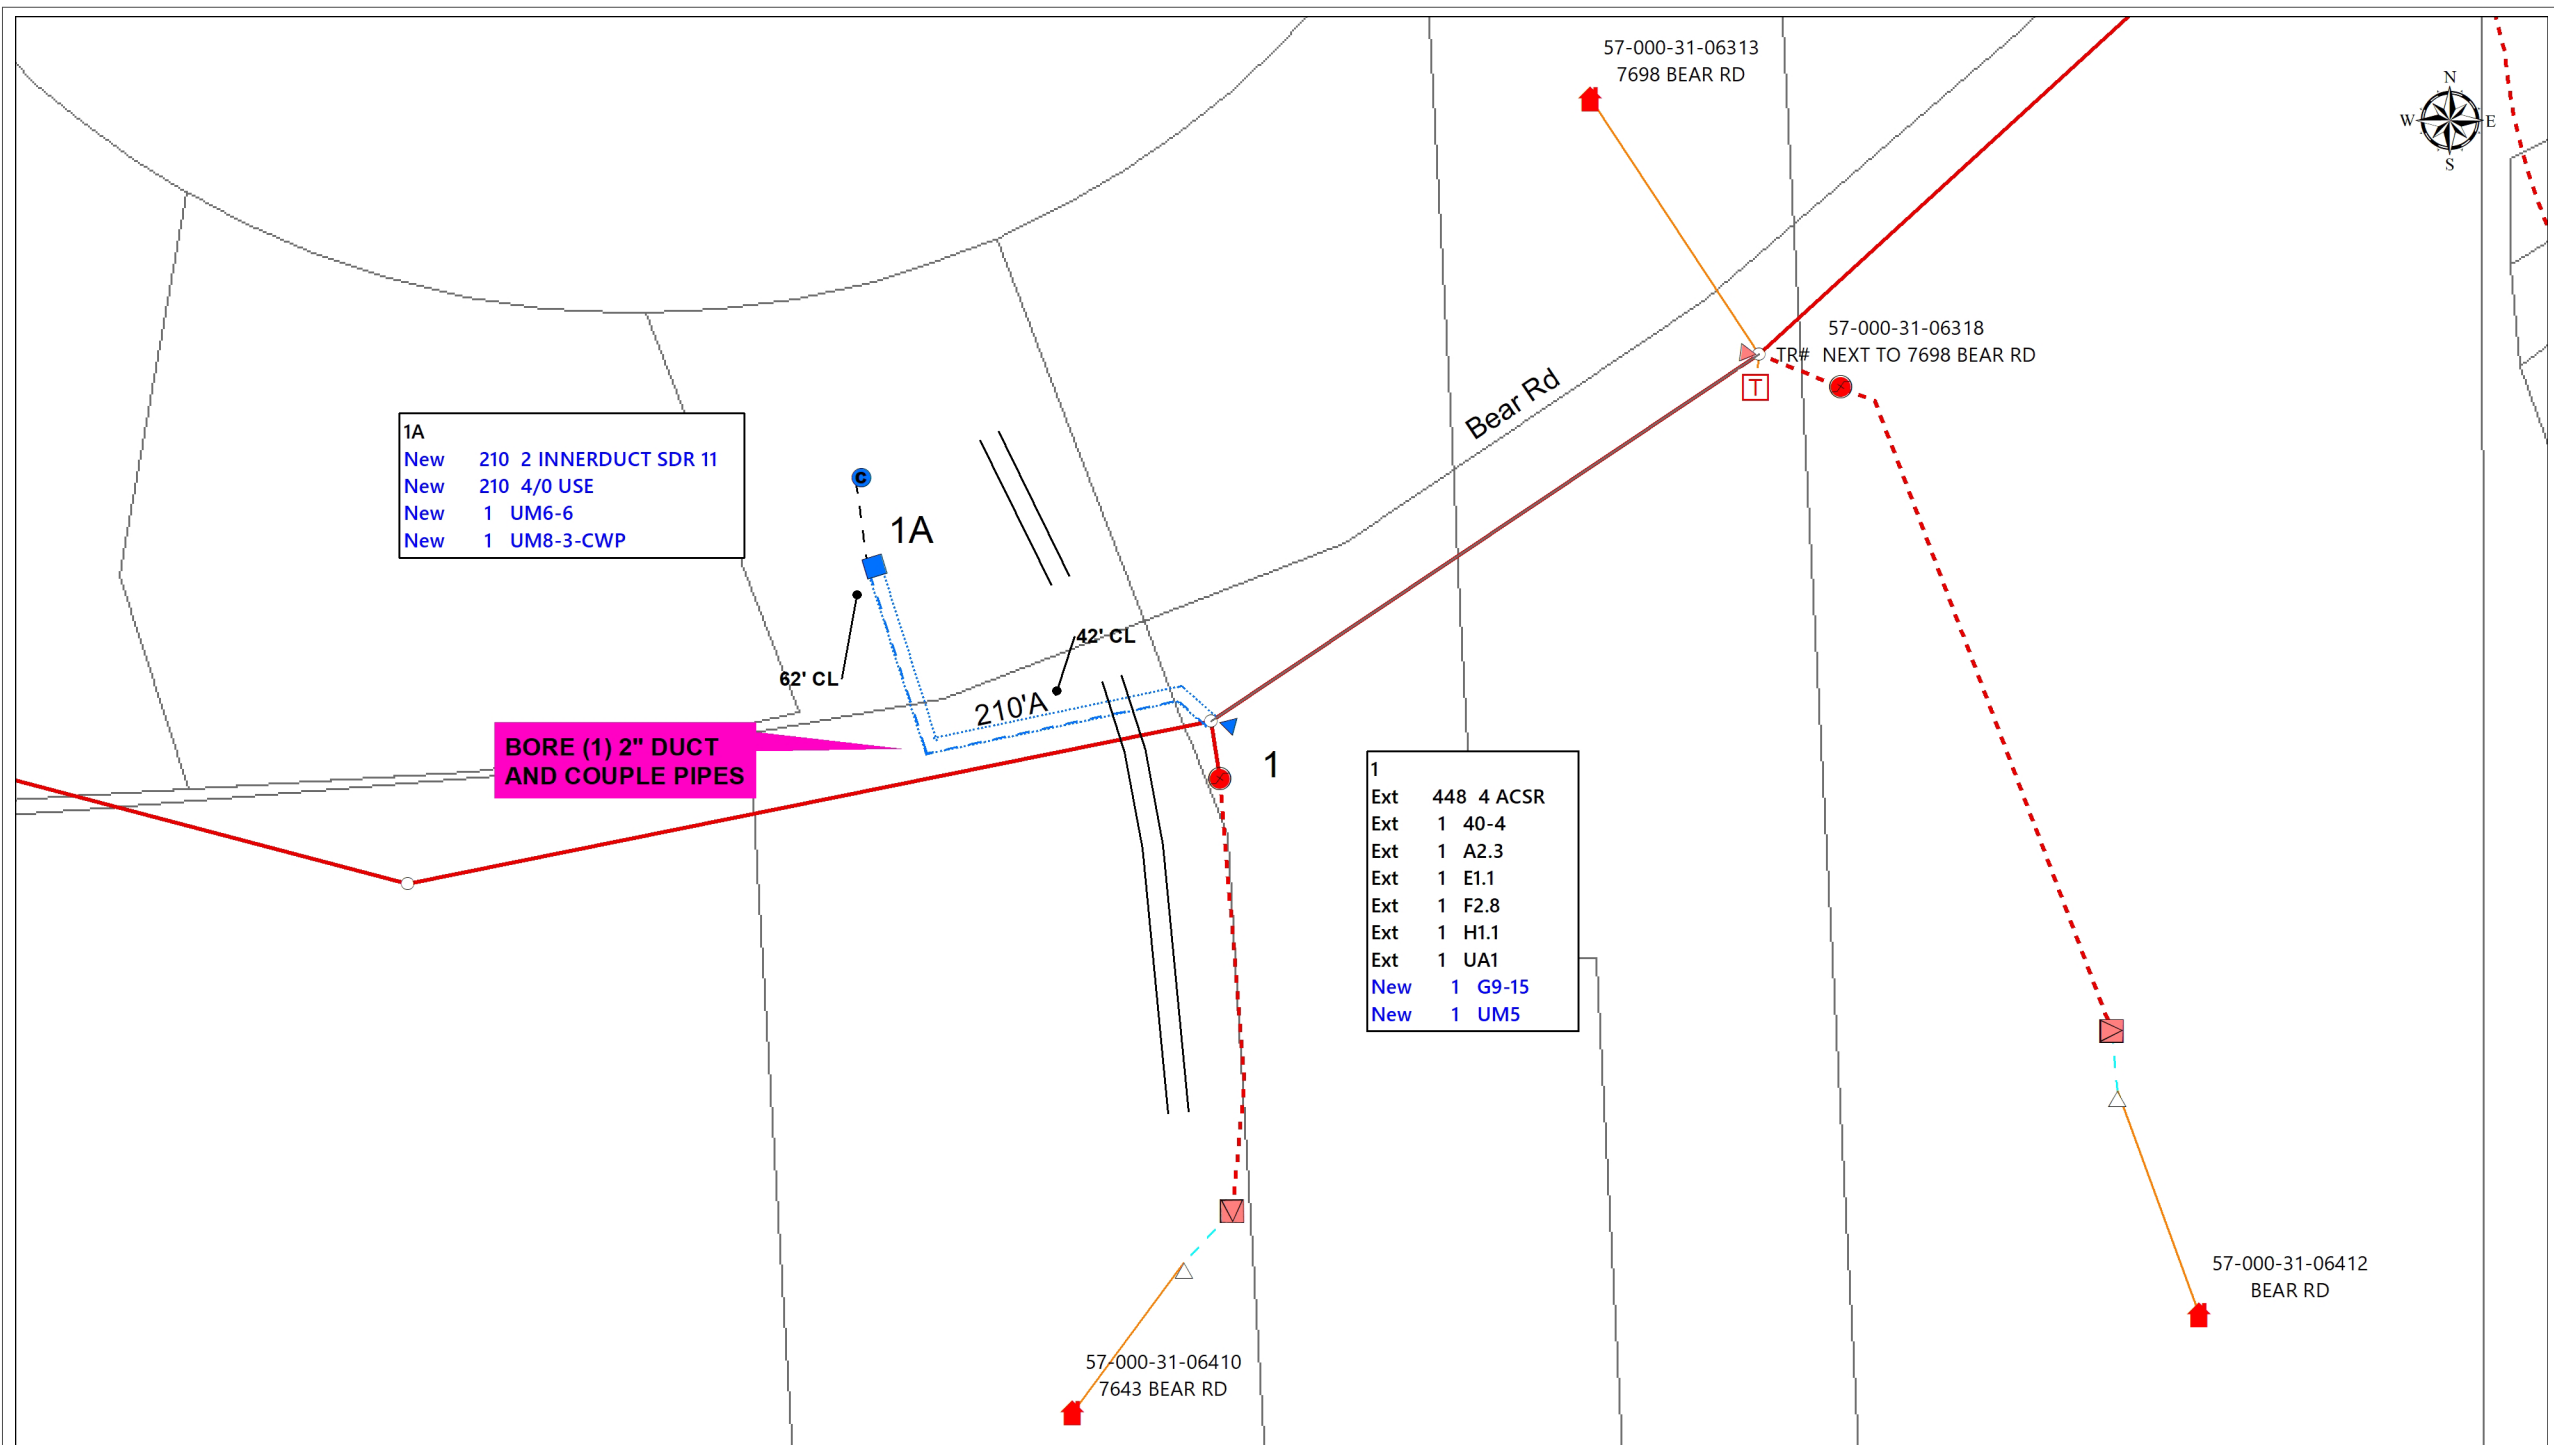 57-000-31-06313
7698 BEAR RD
N
W
E
S
57-000-31-06318
TR# NEXT TO 7698 BEAR RD
T
Bear Rd
1A
New 210 2 INNERDUCT SDR 11
New 210 4/0 USE
New 1 UM6-6
New 1 UM8-3-CWP
C
1A
42' CL
62' CL
210'A
BORE (1) 2" DUCT
AND COUPLE PIPES
1
1
Ext 448 4 ACSR
Ext 1 40-4
Ext 1 A2.3
Ext 1 E1.1
Ext 1 F2.8
Ext 1 H1.1
Ext 1 UA1
New 1 G9-15
New 1 UM5
57-000-31-06412
BEAR RD
57-000-31-06410
7643 BEAR RD